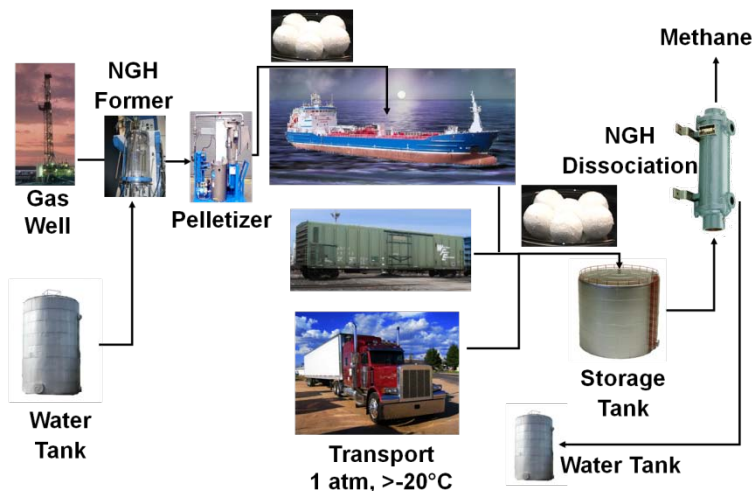 NGH
Former
Gas
Well
Pelletizer
Water
Tank
Transport
1 atm, >-20°C
Methane
NGH
Dissociation
Storage
Tank
Water Tank